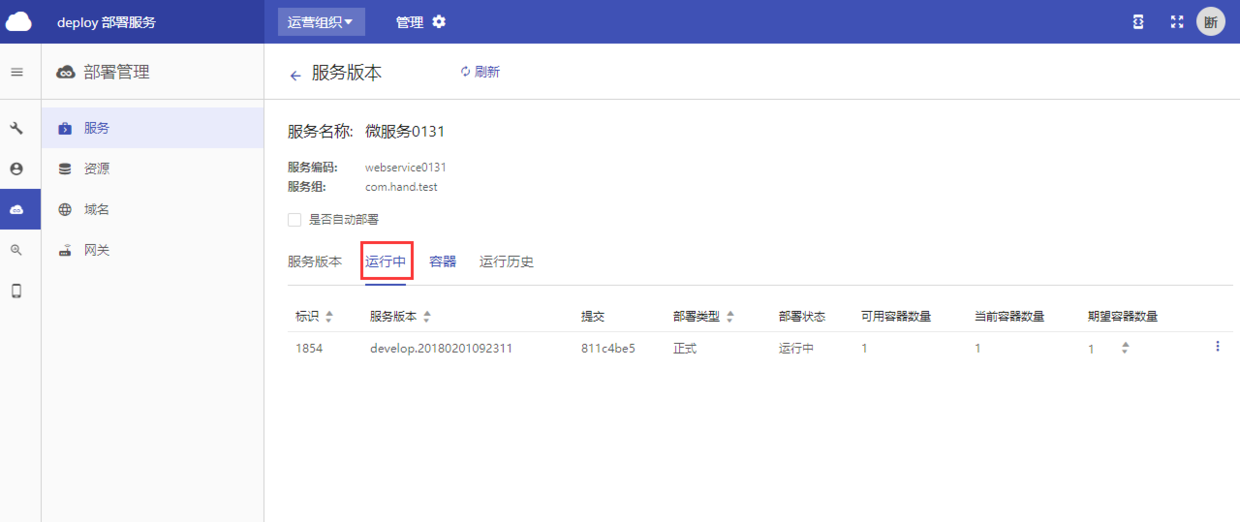 deploy 部署服务 运营组织 管理 断
部署管理 服务版本 刷新
服务
资源
域名
网关
服务名称: 微服务0131
服务编码: webservice0131
服务组: com.hand.test
是否自动部署
服务版本 运行中 容器 运行历史
标识 服务版本 提交 部署类型 部署状态 可用容器数量 当前容器数量 期望容器数量
1854 develop.20180201092311 811c4be5 正式 运行中 1 1 1